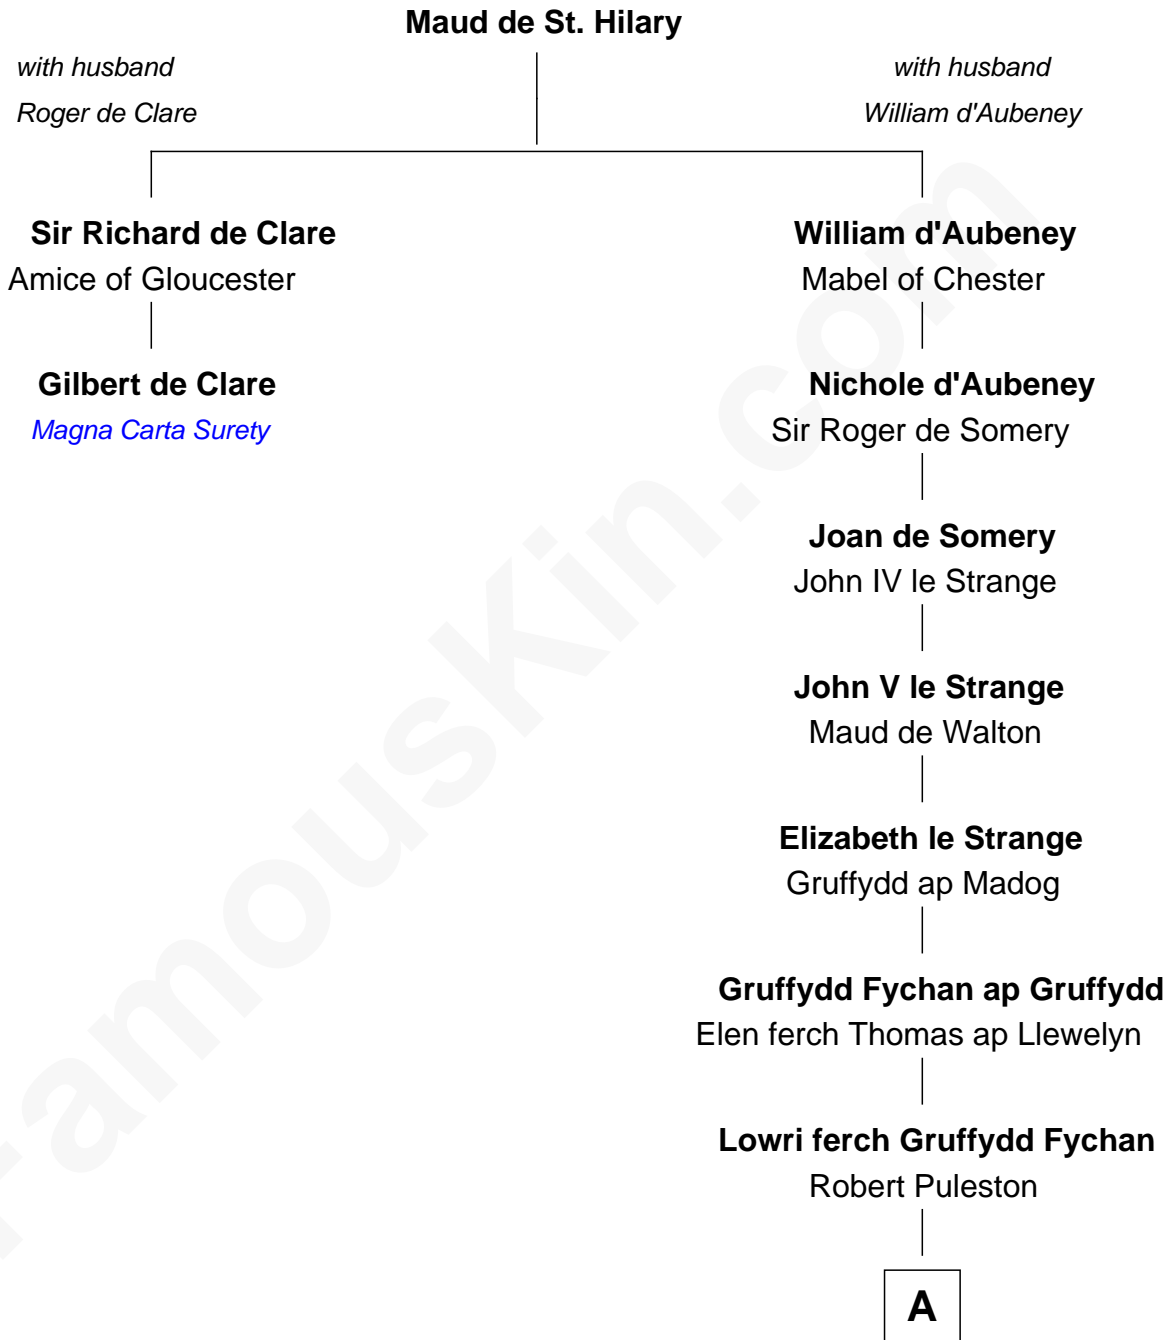 Maud de St. Hilary
with husband
Roger de Clare
with husband
William d'Aubeney
Sir Richard de Clare
Amice of Gloucester
William d'Aubeney
Mabel of Chester
Gilbert de Clare
Magna Carta Surety
Nichole d'Aubeney
Sir Roger de Somery
Joan de Somery
John IV le Strange
John V le Strange
Maud de Walton
Elizabeth le Strange
Gruffydd ap Madog
Gruffydd Fychan ap Gruffydd
Elen ferch Thomas ap Llewelyn
Lowri ferch Gruffydd Fychan
Robert Puleston
A
FamousKin.com